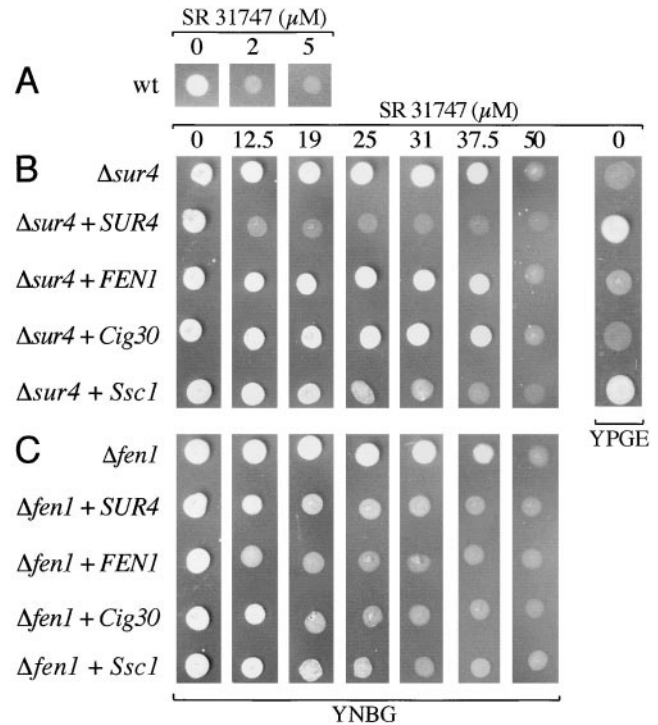 SR 31747 (µM)
0 2 5
A wt
SR 31747 (µM)
0 12.5 19 25 31 37.5 50 0
B Δsur4
Δsur4 + SUR4
Δsur4 + FEN1
Δsur4 + Cig30
Δsur4 + Ssc1
YPGE
C Δfen1
Δfen1 + SUR4
Δfen1 + FEN1
Δfen1 + Cig30
Δfen1 + Ssc1
YNBG